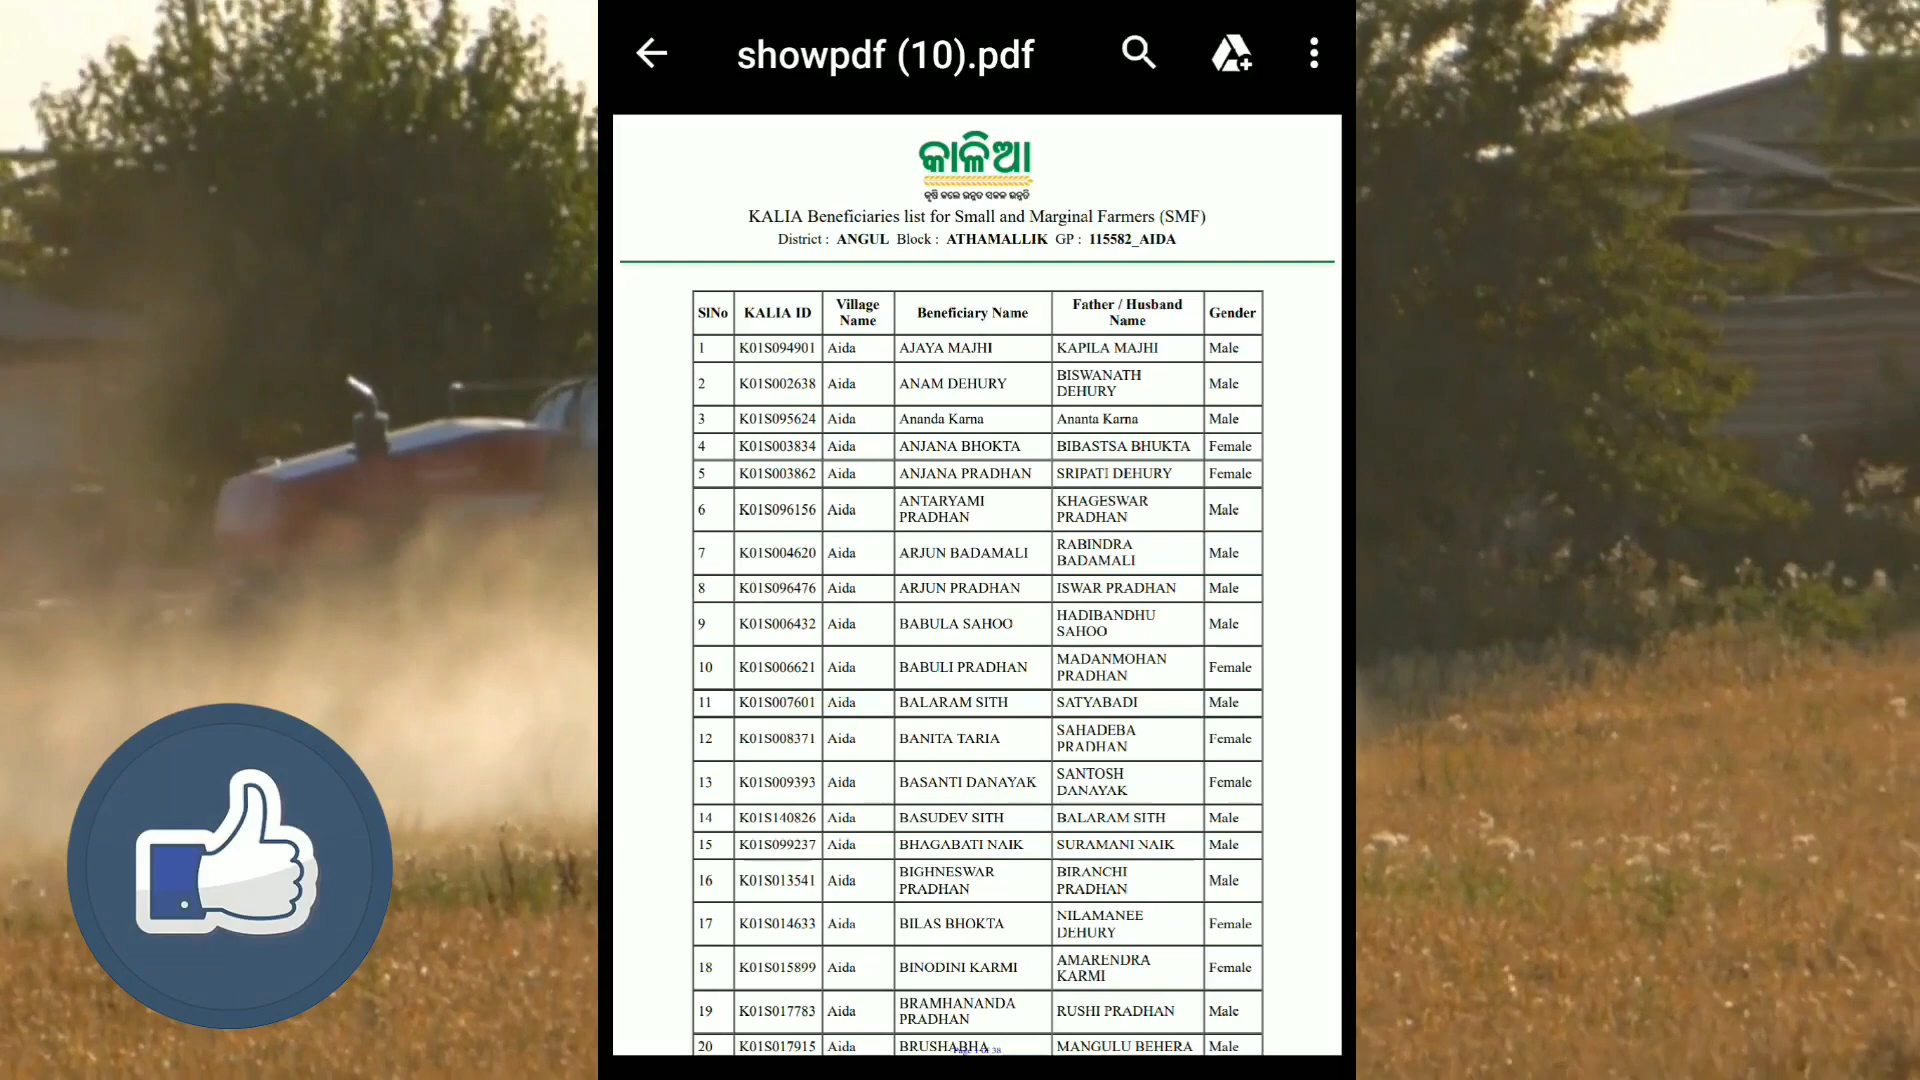 showpdf (10).pdf
କାଳିଆ
କୃଷି କଲେ ଉନ୍ନତ ସକଳ ଉନ୍ନତି
KALIA Beneficiaries list for Small and Marginal Farmers (SMF)
District : ANGUL Block : ATHAMALLIK GP : 115582_AIDA
SlNo KALIA ID Village Name Beneficiary Name Father / Husband Name Gender
1 K01S094901 Aida AJAYA MAJHI KAPILA MAJHI Male
2 K01S002638 Aida ANAM DEHURY BISWANATH DEHURY Male
3 K01S095624 Aida Ananda Karna Ananta Karna Male
4 K01S003834 Aida ANJANA BHOKTA BIBASTSA BHUKTA Female
5 K01S003862 Aida ANJANA PRADHAN SRIPATI DEHURY Female
6 K01S096156 Aida ANTARYAMI PRADHAN KHAGESWAR PRADHAN Male
7 K01S004620 Aida ARJUN BADAMALI RABINDRA BADAMALI Male
8 K01S096476 Aida ARJUN PRADHAN ISWAR PRADHAN Male
9 K01S006432 Aida BABULA SAHOO HADIBANDHU SAHOO Male
10 K01S006621 Aida BABULI PRADHAN MADANMOHAN PRADHAN Female
11 K01S007601 Aida BALARAM SITH SATYABADI Male
12 K01S008371 Aida BANITA TARIA SAHADEBA PRADHAN Female
13 K01S009393 Aida BASANTI DANAYAK SANTOSH DANAYAK Female
14 K01S140826 Aida BASUDEV SITH BALARAM SITH Male
15 K01S099237 Aida BHAGABATI NAIK SURAMANI NAIK Male
16 K01S013541 Aida BIGHNESWAR PRADHAN BIRANCHI PRADHAN Male
17 K01S014633 Aida BILAS BHOKTA NILAMANEE DEHURY Female
18 K01S015899 Aida BINODINI KARMI AMARENDRA KARMI Female
19 K01S017783 Aida BRAMHANANDA PRADHAN RUSHI PRADHAN Male
20 K01S017915 Aida BRUSHABHA MANGULU BEHERA Male